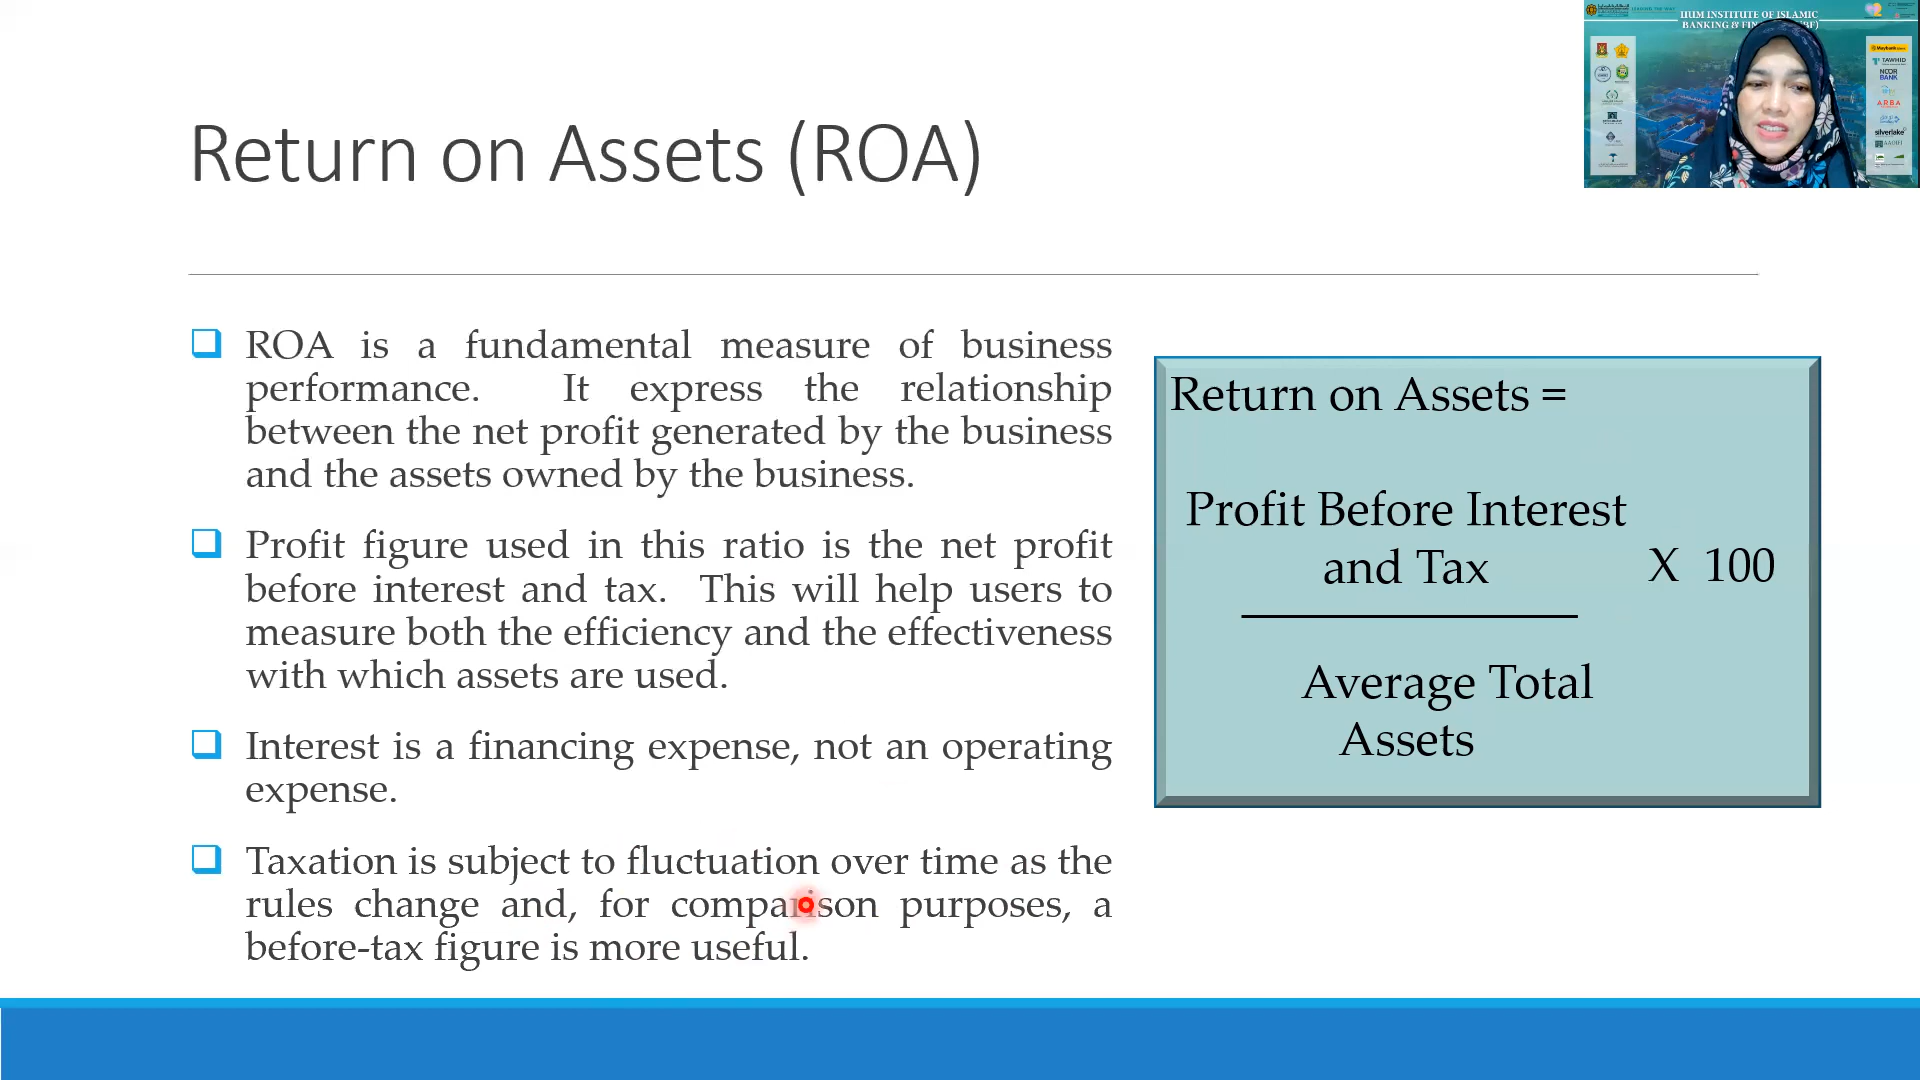 Return on Assets (ROA)
IIUM INSTITUTE OF ISLAMIC
BANKING &
Maybank
TAWHID
NOOR
BANK
ARBA
silverlake
ROA is a fundamental measure of business
performance. It express the relationship
between the net profit generated by the business
and the assets owned by the business.
Profit figure used in this ratio is the net profit
before interest and tax. This will help users to
measure both the efficiency and the effectiveness
with which assets are used.
Interest is a financing expense, not an operating
expense.
Taxation is subject to fluctuation over time as the
rules change and, for comparison purposes, a
before-tax figure is more useful.
Return on Assets =
Profit Before Interest
and Tax
X 100
Average Total
Assets